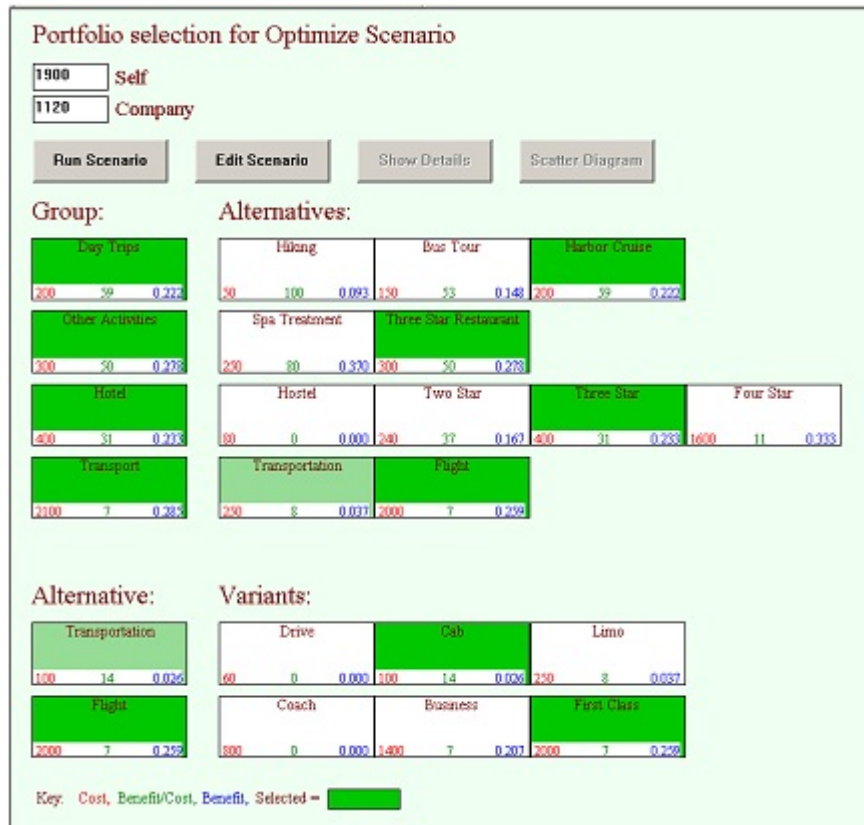 Portfolio selection for Optimize Scenario
1900 Self
1120 Company
Run Scenario Edit Scenario Show Details Scatter Diagram
Group: Alternatives:
Day Trips Hiking Bus Tour Harbor Cruise
200 59 0.222 50 100 0.093 150 53 0.148 200 59 0.222
Other Activities Spa Treatment Three Star Restaurant
300 50 0.278 250 80 0.370 300 50 0.278
Hotel Hostel Two Star Three Star Four Star
400 31 0.233 80 0 0.000 240 37 0.167 400 31 0.233 1600 11 0.333
Transport Transportation Flight
2100 7 0.285 250 8 0.037 2000 7 0.259
Alternative: Variants:
Transportation Drive Cab Limo
100 14 0.026 60 0 0.000 100 14 0.026 250 8 0.037
Flight Coach Business First Class
2000 7 0.259 800 0 0.000 1400 7 0.207 2000 7 0.259
Key: Cost, Benefit/Cost, Benefit, Selected =